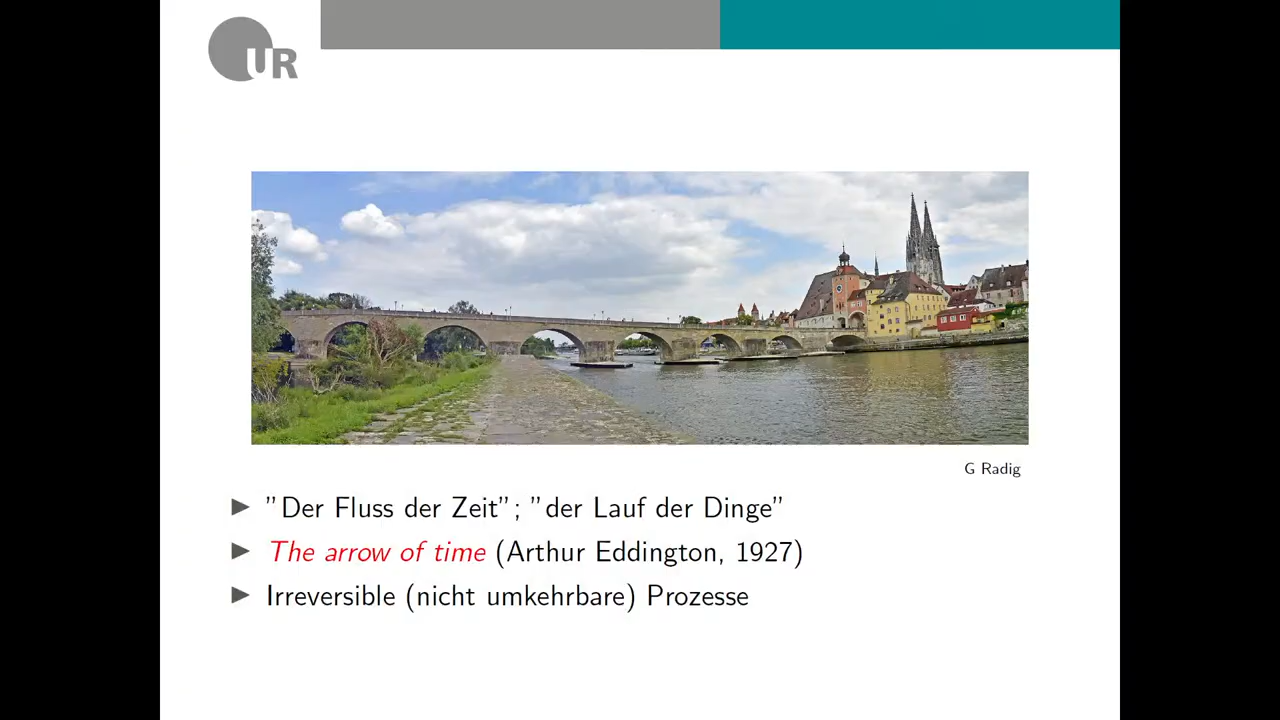 UR
G Radig
▶ "Der Fluss der Zeit"; "der Lauf der Dinge"
▶ The arrow of time (Arthur Eddington, 1927)
▶ Irreversible (nicht umkehrbare) Prozesse